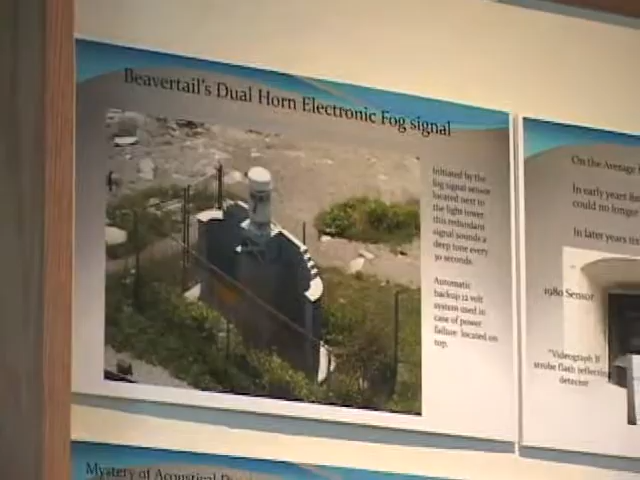 Beavertail's Dual Horn Electronic Fog signal
Initiated by the
fog signal sensor
located next to
the light tower
this redundant
signal sounds a
deep tone every
30 seconds.
Automatic
backup 12 volt
system used in
case of power
failure located on
top.
On the Average
In early years
could no longer
In later years
1980 Sensor
"Videograph B
strobe flash
detector
Mystery of Acoustical